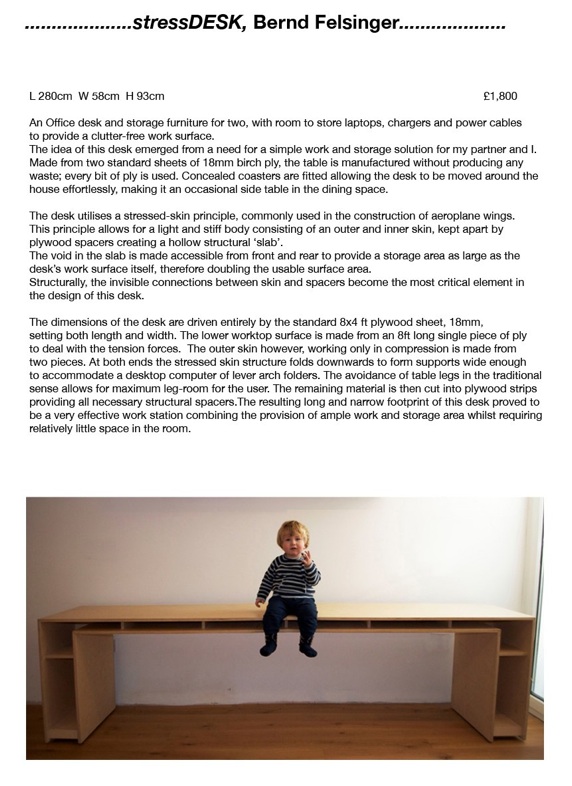 ....................stressDESK, Bernd Felsinger....................
L 280cm  W 58cm  H 93cm £1,800
An Office desk and storage furniture for two, with room to store laptops, chargers and power cables
to provide a clutter-free work surface.
The idea of this desk emerged from a need for a simple work and storage solution for my partner and I.
Made from two standard sheets of 18mm birch ply, the table is manufactured without producing any
waste; every bit of ply is used. Concealed coasters are fitted allowing the desk to be moved around the
house effortlessly, making it an occasional side table in the dining space.
The desk utilises a stressed-skin principle, commonly used in the construction of aeroplane wings.
This principle allows for a light and stiff body consisting of an outer and inner skin, kept apart by
plywood spacers creating a hollow structural ‘slab’.
The void in the slab is made accessible from front and rear to provide a storage area as large as the
desk’s work surface itself, therefore doubling the usable surface area.
Structurally, the invisible connections between skin and spacers become the most critical element in
the design of this desk.
The dimensions of the desk are driven entirely by the standard 8x4 ft plywood sheet, 18mm,
setting both length and width. The lower worktop surface is made from an 8ft long single piece of ply
to deal with the tension forces.  The outer skin however, working only in compression is made from
two pieces. At both ends the stressed skin structure folds downwards to form supports wide enough
to accommodate a desktop computer of lever arch folders. The avoidance of table legs in the traditional
sense allows for maximum leg-room for the user. The remaining material is then cut into plywood strips
providing all necessary structural spacers.The resulting long and narrow footprint of this desk proved to
be a very effective work station combining the provision of ample work and storage area whilst requiring
relatively little space in the room.